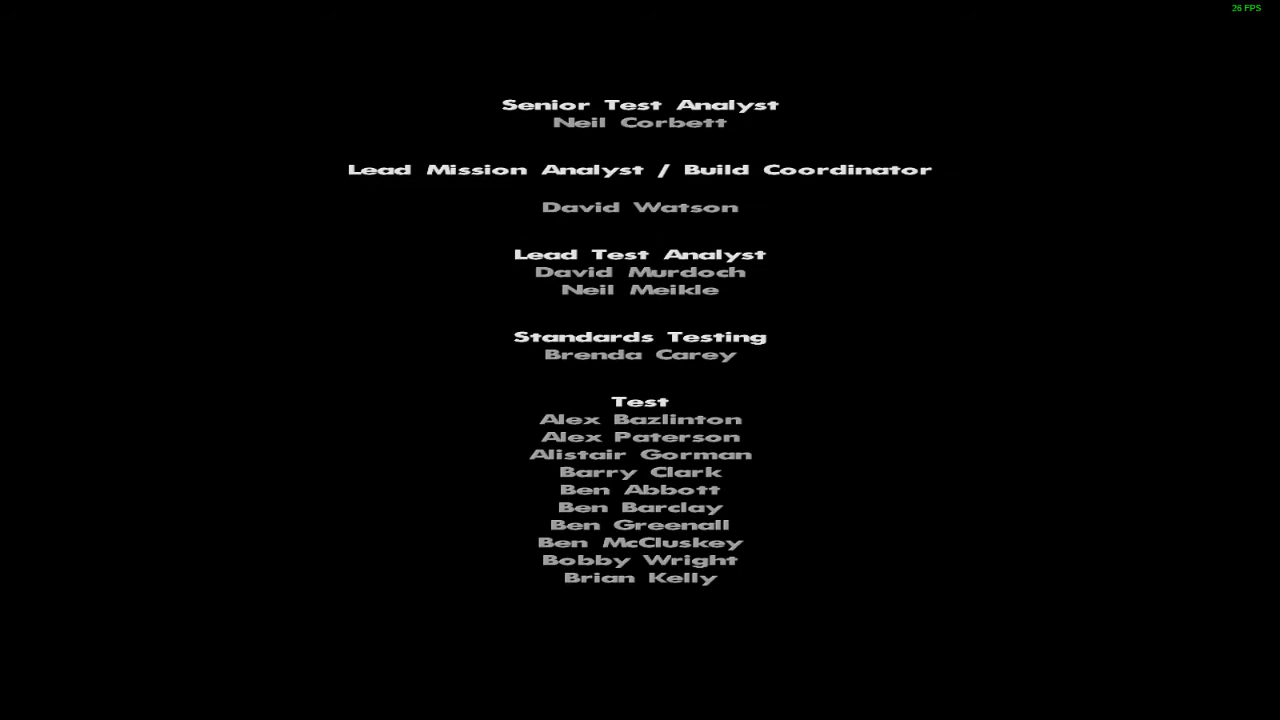 26 FPS
Senior Test Analyst
Neil Corbett
Lead Mission Analyst / Build Coordinator
David Watson
Lead Test Analyst
David Murdoch
Neil Meikle
Standards Testing
Brenda Carey
Test
Alex Bazlinton
Alex Paterson
Alistair Gorman
Barry Clark
Ben Abbott
Ben Barclay
Ben Greenall
Ben McCluskey
Bobby Wright
Brian Kelly